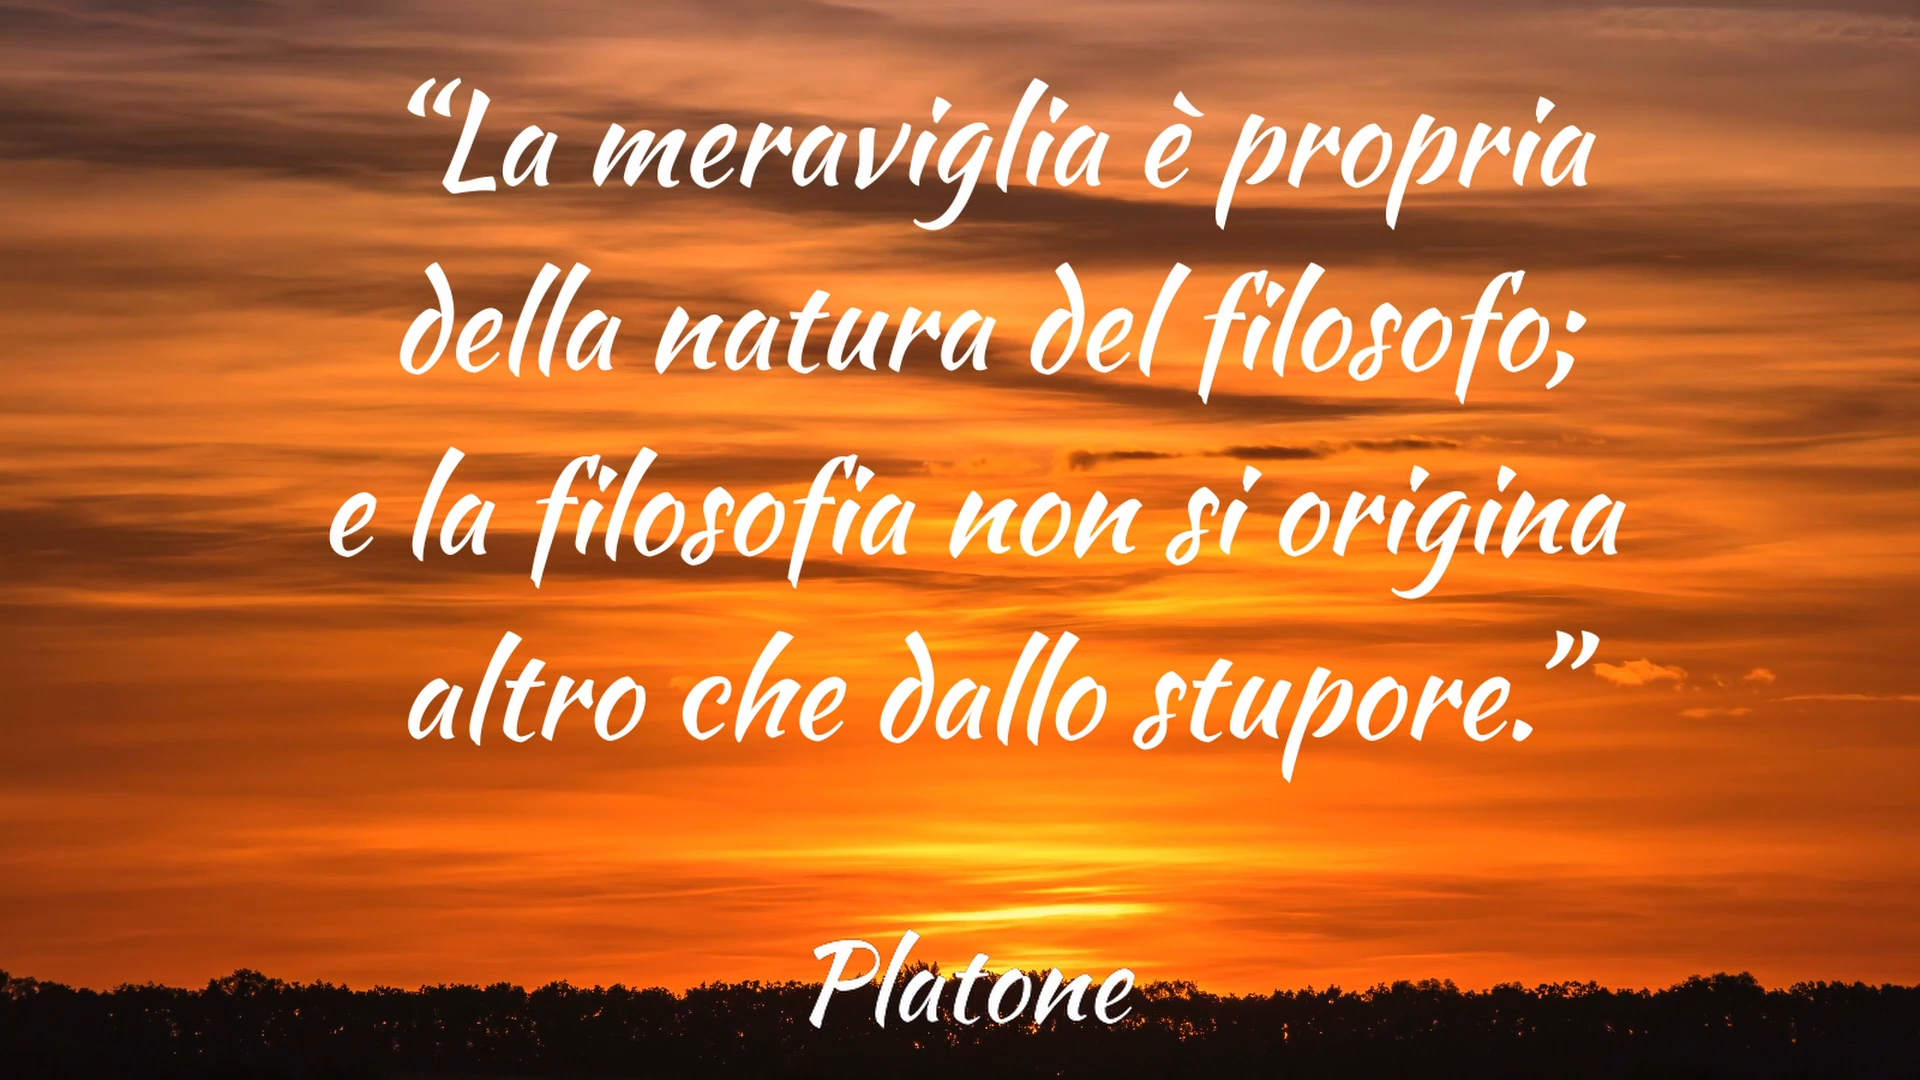 “La meraviglia è propria
della natura del filosofo;
e la filosofia non si origina
altro che dallo stupore.”
Platone